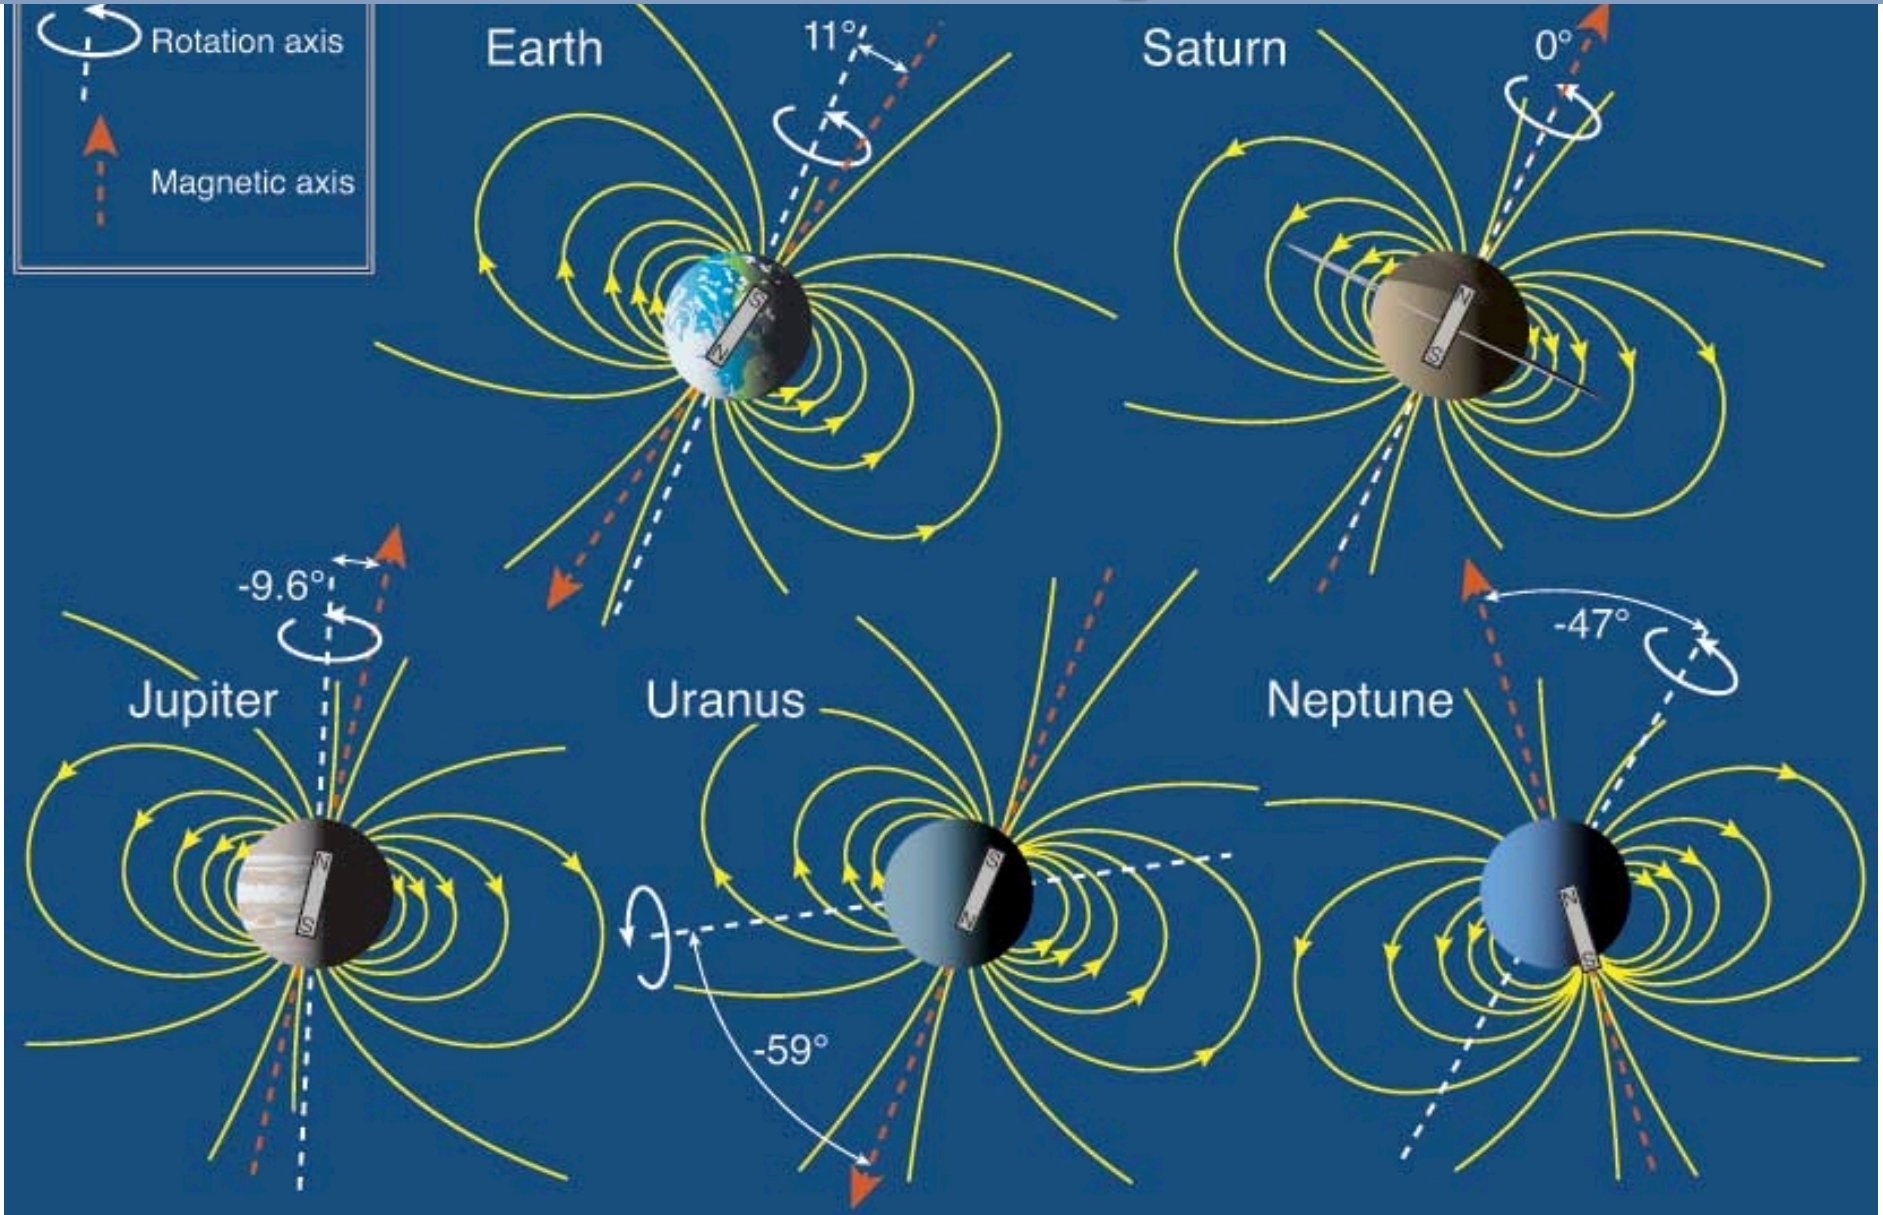 Rotation axis
Magnetic axis
Earth
11°
S
N
Saturn
0°
N
S
Jupiter
-9.6°
N
S
Uranus
-59°
S
N
Neptune
-47°
N
S